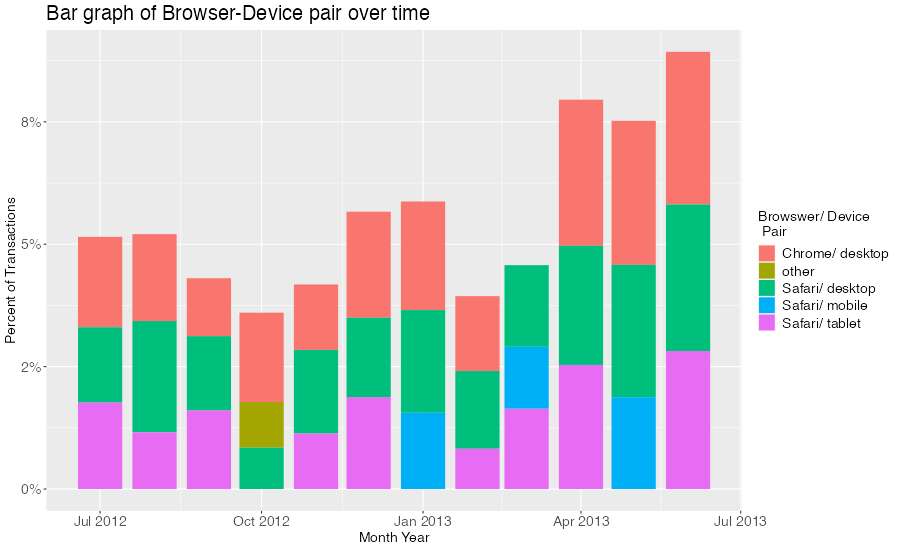 Bar graph of Browser-Device pair over time
8%
5%
2%
0%
Percent of Transactions
Jul 2012
Oct 2012
Jan 2013
Apr 2013
Jul 2013
Month Year
Browswer/ Device
Pair
Chrome/ desktop
other
Safari/ desktop
Safari/ mobile
Safari/ tablet